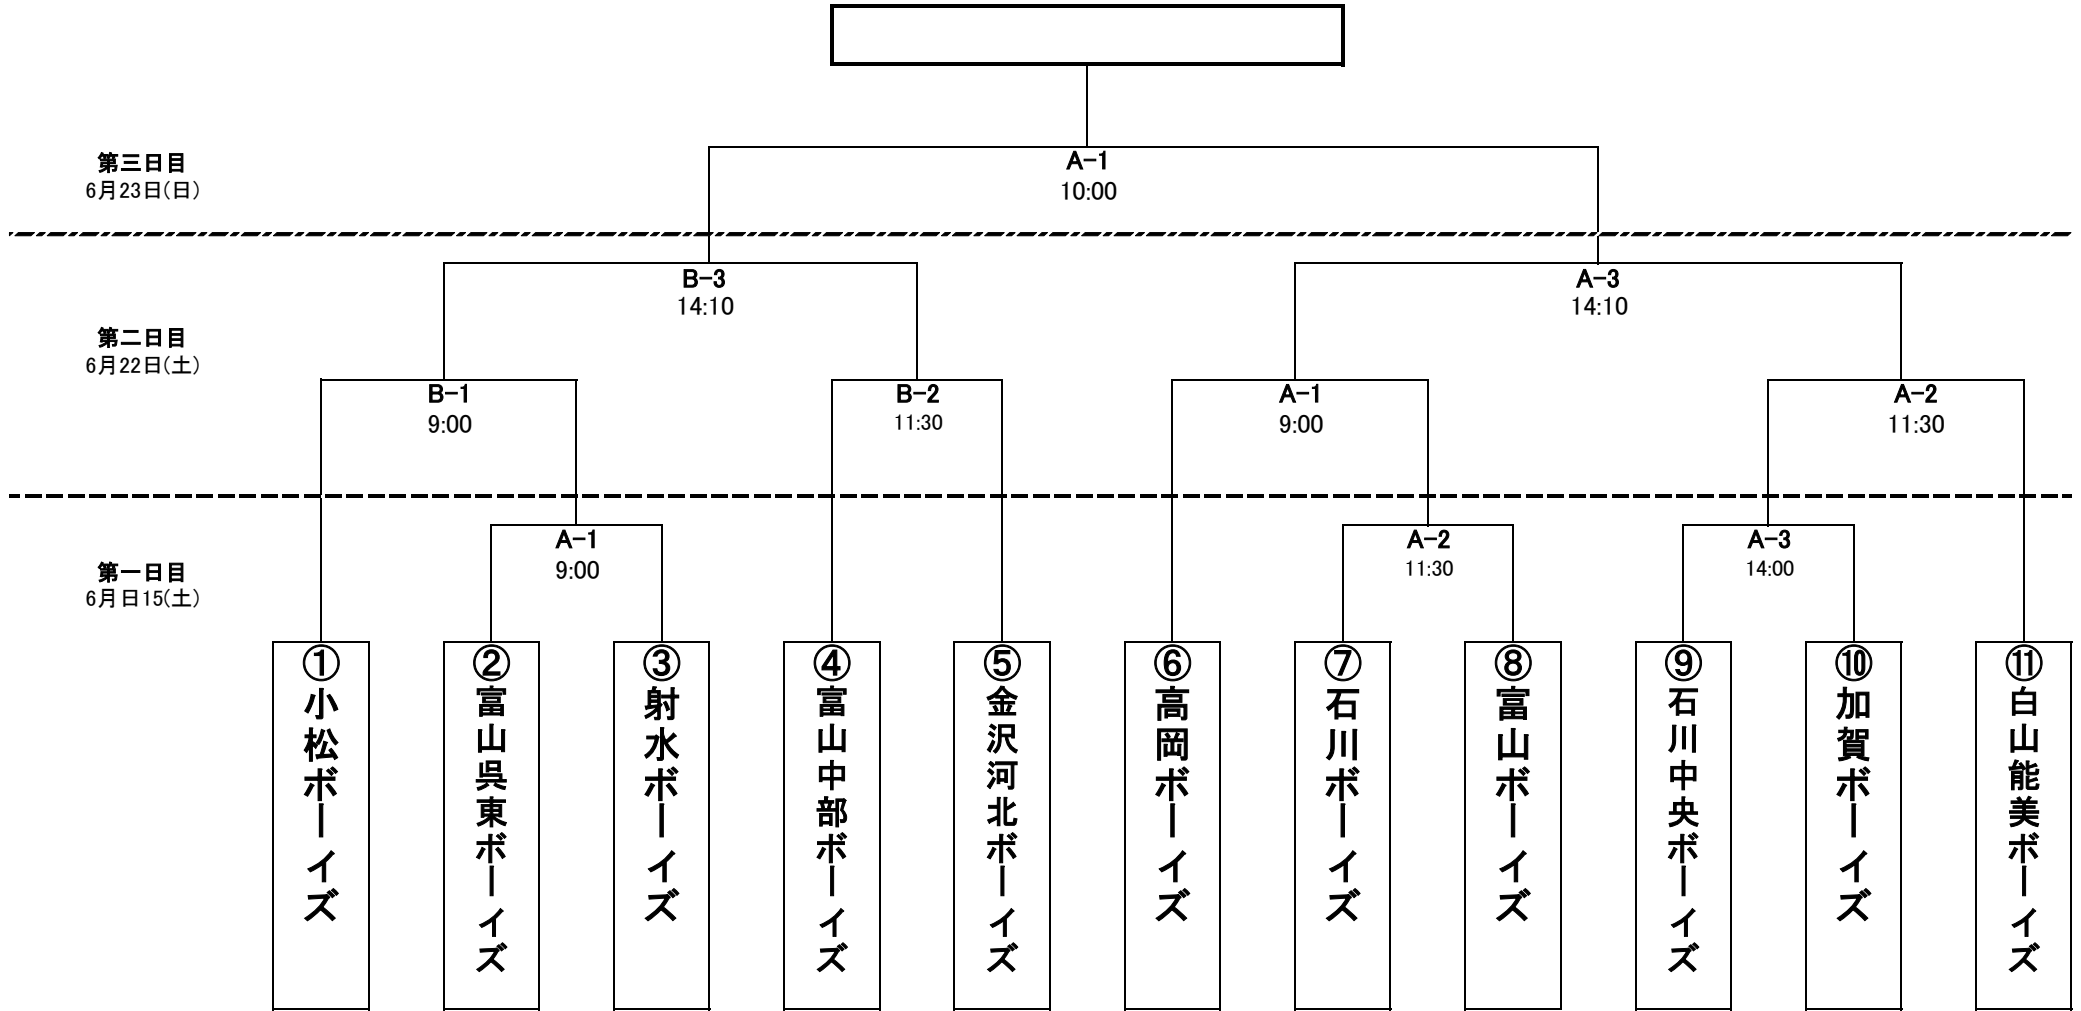 第三日目
6月23日(日)
A-1
10:00
第二日目
6月22日(土)
B-3
14:10
A-3
14:10
B-1
9:00
B-2
11:30
A-1
9:00
A-2
11:30
第一日目
6月日15(土)
A-1
9:00
A-2
11:30
A-3
14:00
①小松ボーイズ
②富山呉東ボーイズ
③射水ボーイズ
④富山中部ボーイズ
⑤金沢河北ボーイズ
⑥高岡ボーイズ
⑦石川ボーイズ
⑧富山ボーイズ
⑨石川中央ボーイズ
⑩加賀ボーイズ
⑪白山能美ボーイズ